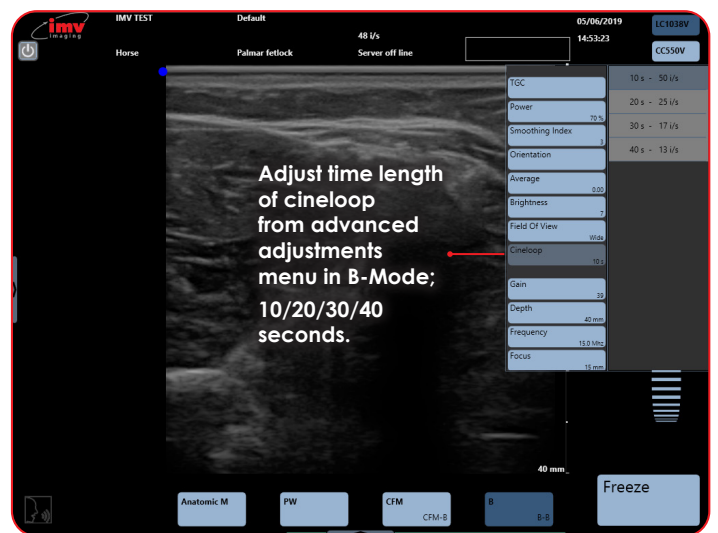 imv
imaging
IMV TEST
Default
48 i/s
05/06/2019
14:53:23
LC1038V
CC550V
Horse
Palmar fetlock
Server off line
TGC
Power
70 %
Smoothing Index
3
Orientation
Average
0.00
Brightness
7
Field Of View
Wide
Cineloop
10 s
Gain
39
Depth
40 mm
Frequency
15.0 Mhz
Focus
15 mm
10 s - 50 i/s
20 s - 25 i/s
30 s - 17 i/s
40 s - 13 i/s
Adjust time length
of cineloop
from advanced
adjustments
menu in B-Mode;
10/20/30/40
seconds.
40 mm
Anatomic M
PW
CFM
CFM-B
B
B-B
Freeze